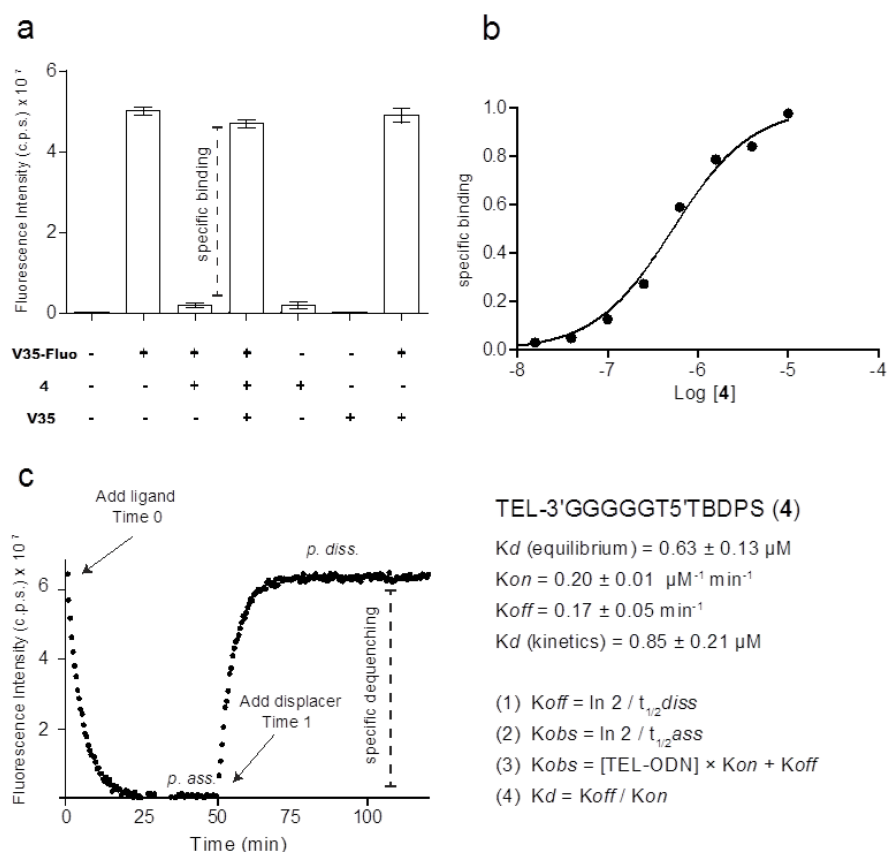 a
Fluorescence Intensity (c.p.s.) x 10⁻⁷
6
4
2
0
specific binding
V35-Fluo - + + + - - +
4 - - + + + - -
V35 - - - + - + +
b
specific binding
1.0
0.8
0.6
0.4
0.2
0.0
-8 -7 -6 -5 -4
Log [4]
c
Add ligand
Time 0
Fluorescence Intensity (c.p.s.) x 10⁻⁷
6
4
2
0
p. diss.
specific dequenching
Add displacer
Time 1
p. ass.
0 25 50 75 100
Time (min)
TEL-3'GGGGGT5'TBDPS (4)
Kd (equilibrium) = 0.63 ± 0.13 µM
Kon = 0.20 ± 0.01 µM⁻¹ min⁻¹
Koff = 0.17 ± 0.05 min⁻¹
Kd (kinetics) = 0.85 ± 0.21 µM
(1) Koff = ln 2 / t₁/₂diss
(2) Kobs = ln 2 / t₁/₂ass
(3) Kobs = [TEL-ODN] × Kon + Koff
(4) Kd = Koff / Kon